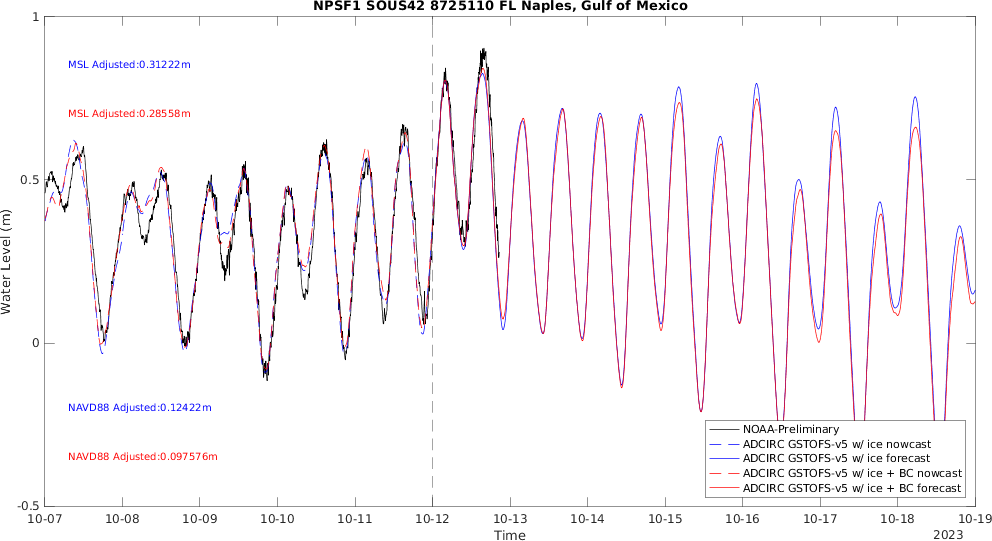 NPSF1 SOUS42 8725110 FL Naples, Gulf of Mexico
1
0.5
0
-0.5
Water Level (m)
MSL Adjusted:0.31222m
MSL Adjusted:0.28558m
NAVD88 Adjusted:0.12422m
NAVD88 Adjusted:0.097576m
NOAA-Preliminary
ADCIRC GSTOFS-v5 w/ ice nowcast
ADCIRC GSTOFS-v5 w/ ice forecast
ADCIRC GSTOFS-v5 w/ ice + BC nowcast
ADCIRC GSTOFS-v5 w/ ice + BC forecast
10-07 10-08 10-09 10-10 10-11 10-12 10-13 10-14 10-15 10-16 10-17 10-18 10-19
Time
2023